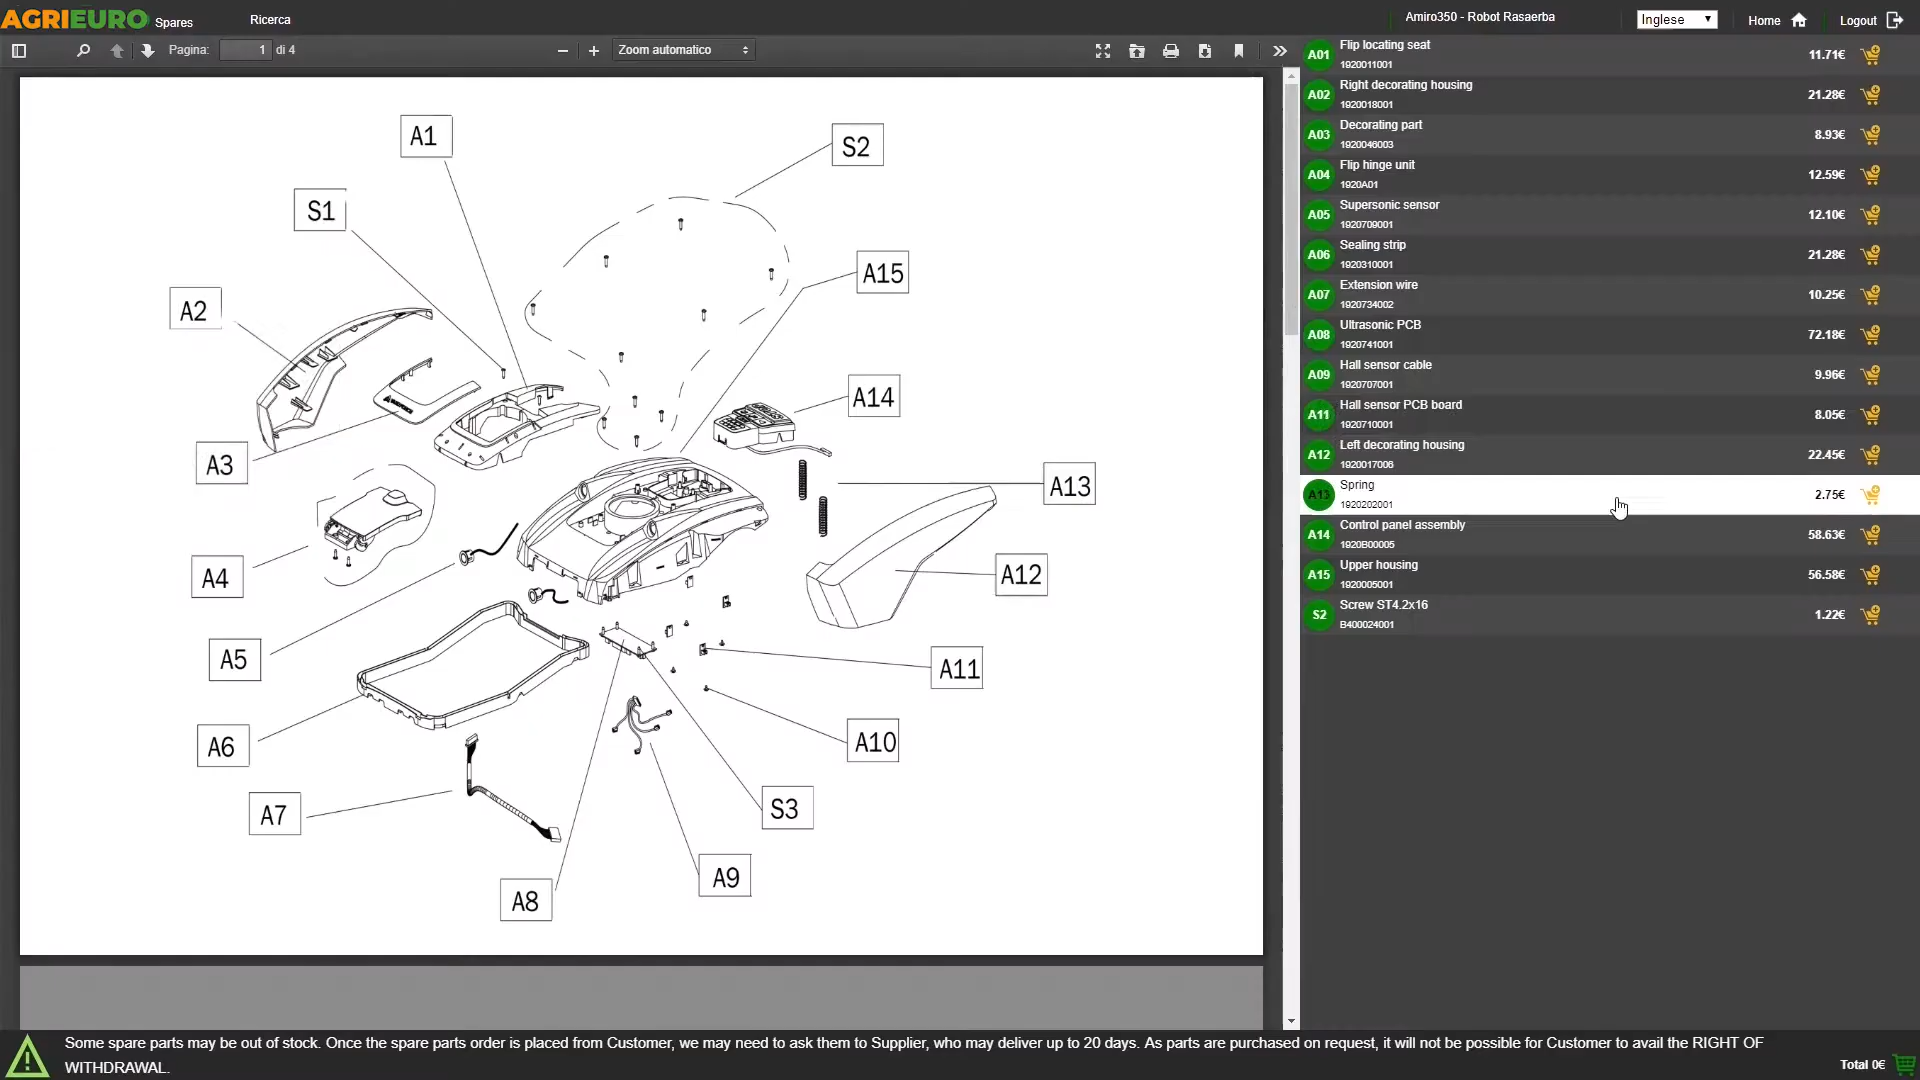 AGRIEURO Spares
Ricerca
Amiro350 - Robot Rasaerba
Inglese
Home
Logout
Pagina: 1 di 4
Zoom automatico
A1
S2
S1
A15
A2
A14
A3
A13
A4
A12
A5
A11
A6
A10
A7
S3
A9
A8
A01 Flip locating seat 11.71€
1920011001
A02 Right decorating housing 21.28€
1920018001
A03 Decorating part 8.93€
1920046003
A04 Flip hinge unit 12.59€
1920A01
A05 Supersonic sensor 12.10€
1920709001
A06 Sealing strip 21.28€
1920310001
A07 Extension wire 10.25€
1920734002
A08 Ultrasonic PCB 72.18€
1920741001
A09 Hall sensor cable 9.96€
1920707001
A11 Hall sensor PCB board 8.05€
1920710001
A12 Left decorating housing 22.45€
1920017006
A13 Spring 2.75€
1920202001
A14 Control panel assembly 58.63€
1920B00005
A15 Upper housing 56.58€
1920005001
S2 Screw ST4.2x16 1.22€
B400024001
Some spare parts may be out of stock. Once the spare parts order is placed from Customer, we may need to ask them to Supplier, who may deliver up to 20 days. As parts are purchased on request, it will not be possible for Customer to avail the RIGHT OF
WITHDRAWAL.
Total 0€